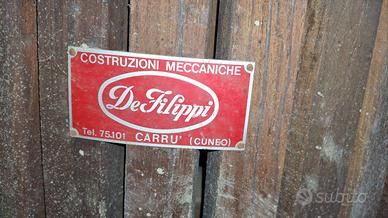 COSTRUZIONI MECCANICHE
De Filippi
Tel. 75101 CARRU' (CUNEO)
subito